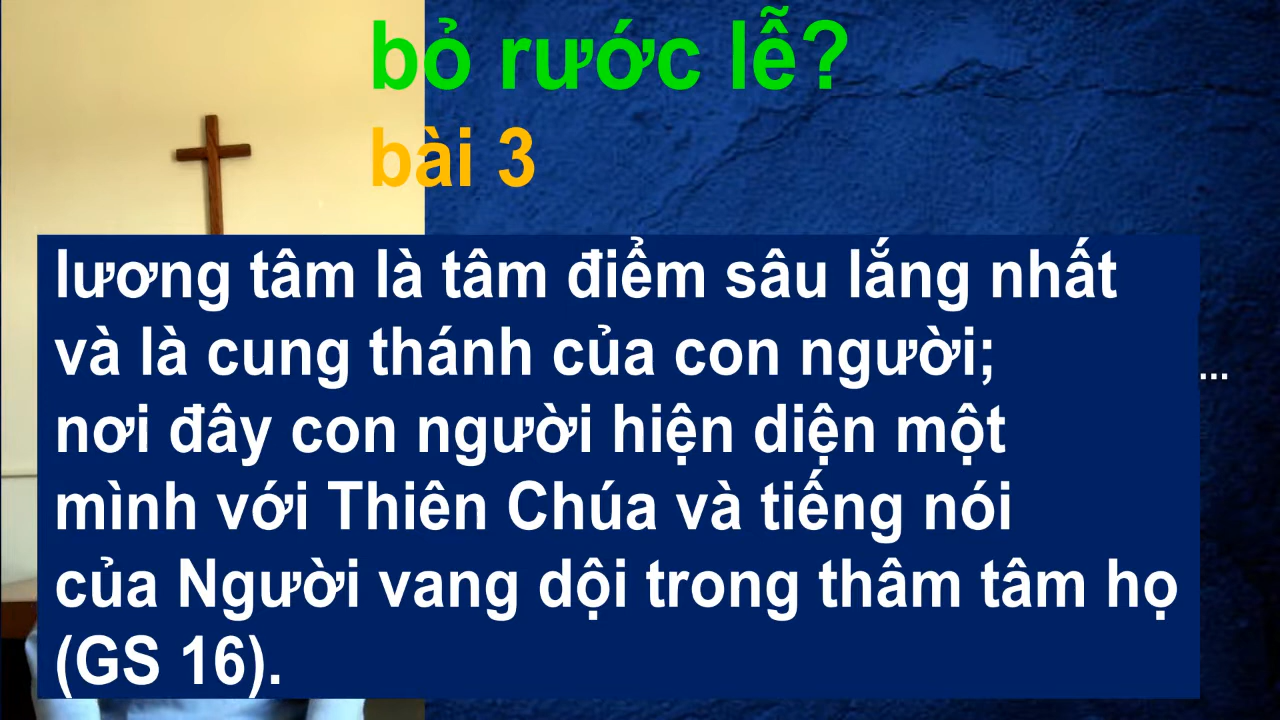 bỏ rước lễ?
bài 3
lương tâm là tâm điểm sâu lắng nhất
và là cung thánh của con người;
...
nơi đây con người hiện diện một
mình với Thiên Chúa và tiếng nói
của Người vang dội trong thâm tâm họ
(GS 16).